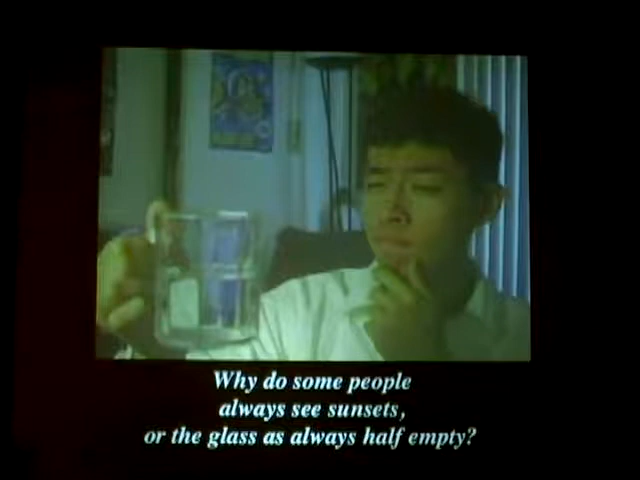 Why do some people
always see sunsets,
or the glass as always half empty?